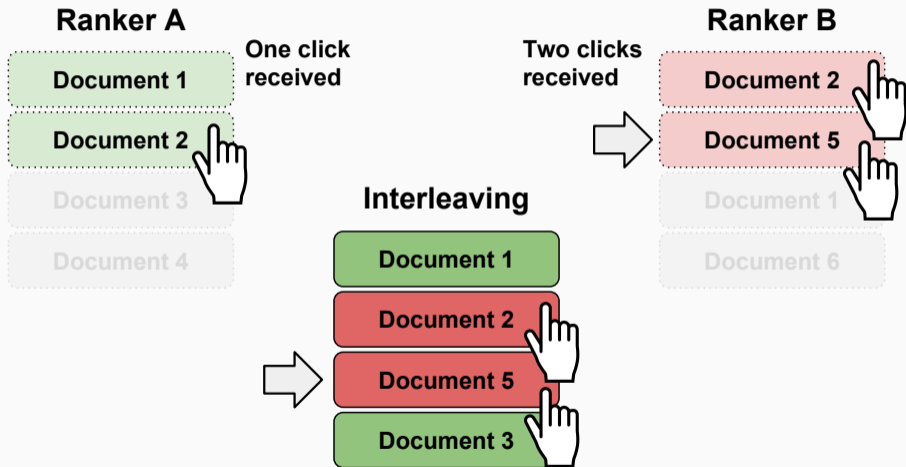 Ranker A
One click
received
Document 1
Document 2
Document 3
Document 4
Two clicks
received
Ranker B
Document 2
Document 5
Document 1
Document 6
Interleaving
Document 1
Document 2
Document 5
Document 3